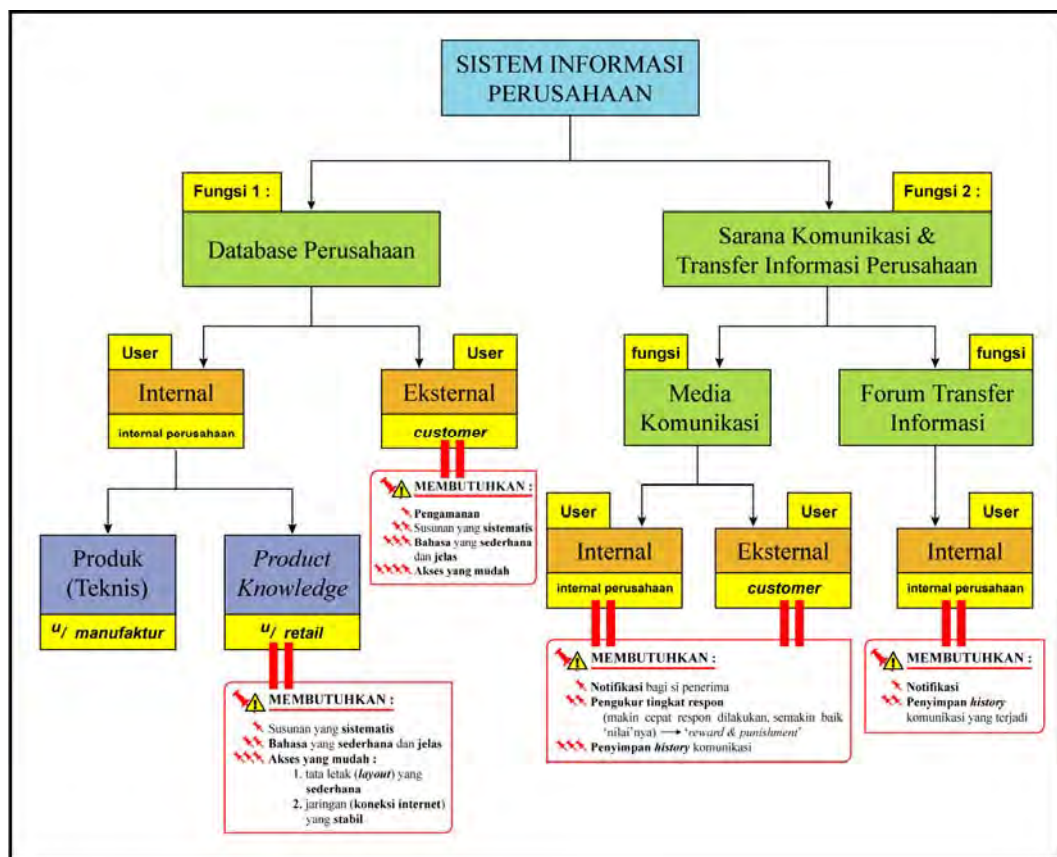 SISTEM INFORMASI
PERUSAHAAN
Fungsi 1 :
Database Perusahaan
Fungsi 2 :
Sarana Komunikasi &
Transfer Informasi Perusahaan
User
Internal
internal perusahaan
User
Eksternal
customer
fungsi
Media
Komunikasi
fungsi
Forum Transfer
Informasi
MEMBUTUHKAN :
Pengamanan
Susunan yang sistematis
Bahasa yang sederhana
dan jelas
Akses yang mudah
Produk
(Teknis)
u/ manufaktur
Product
Knowledge
u/ retail
User
Internal
internal perusahaan
User
Eksternal
customer
User
Internal
internal perusahaan
MEMBUTUHKAN :
Susunan yang sistematis
Bahasa yang sederhana dan jelas
Akses yang mudah :
1. tata letak (layout) yang
sederhana
2. jaringan (koneksi internet)
yang stabil
MEMBUTUHKAN :
Notifikasi bagi si penerima
Pengukur tingkat respon
(makin cepat respon dilakukan, semakin baik
‘nilai’nya) → ‘reward & punishment’
Penyimpan history komunikasi
MEMBUTUHKAN :
Notifikasi
Penyimpan history
komunikasi yang terjadi